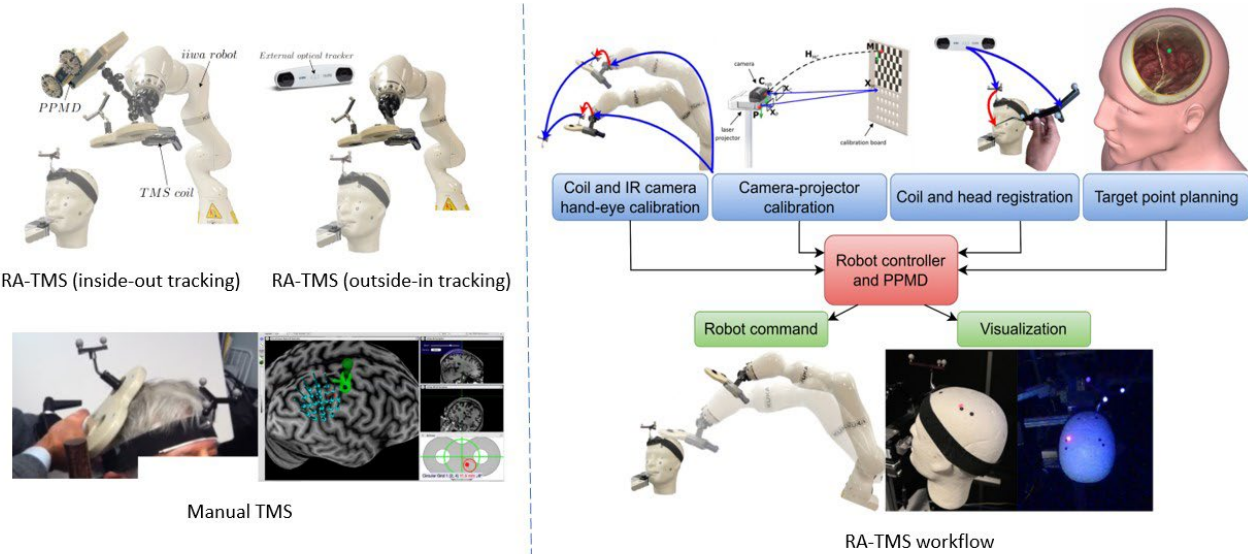 iiwa robot
PPMD
TMS coil
RA-TMS (inside-out tracking)
External optical tracker
RA-TMS (outside-in tracking)
Manual TMS
camera
C
laser
projector
P
H
M
X
calibration board
Coil and IR camera
hand-eye calibration
Camera-projector
calibration
Coil and head registration
Target point planning
Robot controller
and PPMD
Robot command
Visualization
RA-TMS workflow